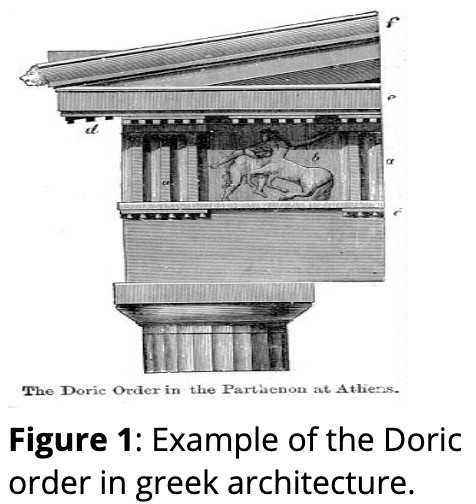 f
e
d
a
b
a
c
The Doric Order in the Parthenon at Athens.
Figure 1: Example of the Doric
order in greek architecture.